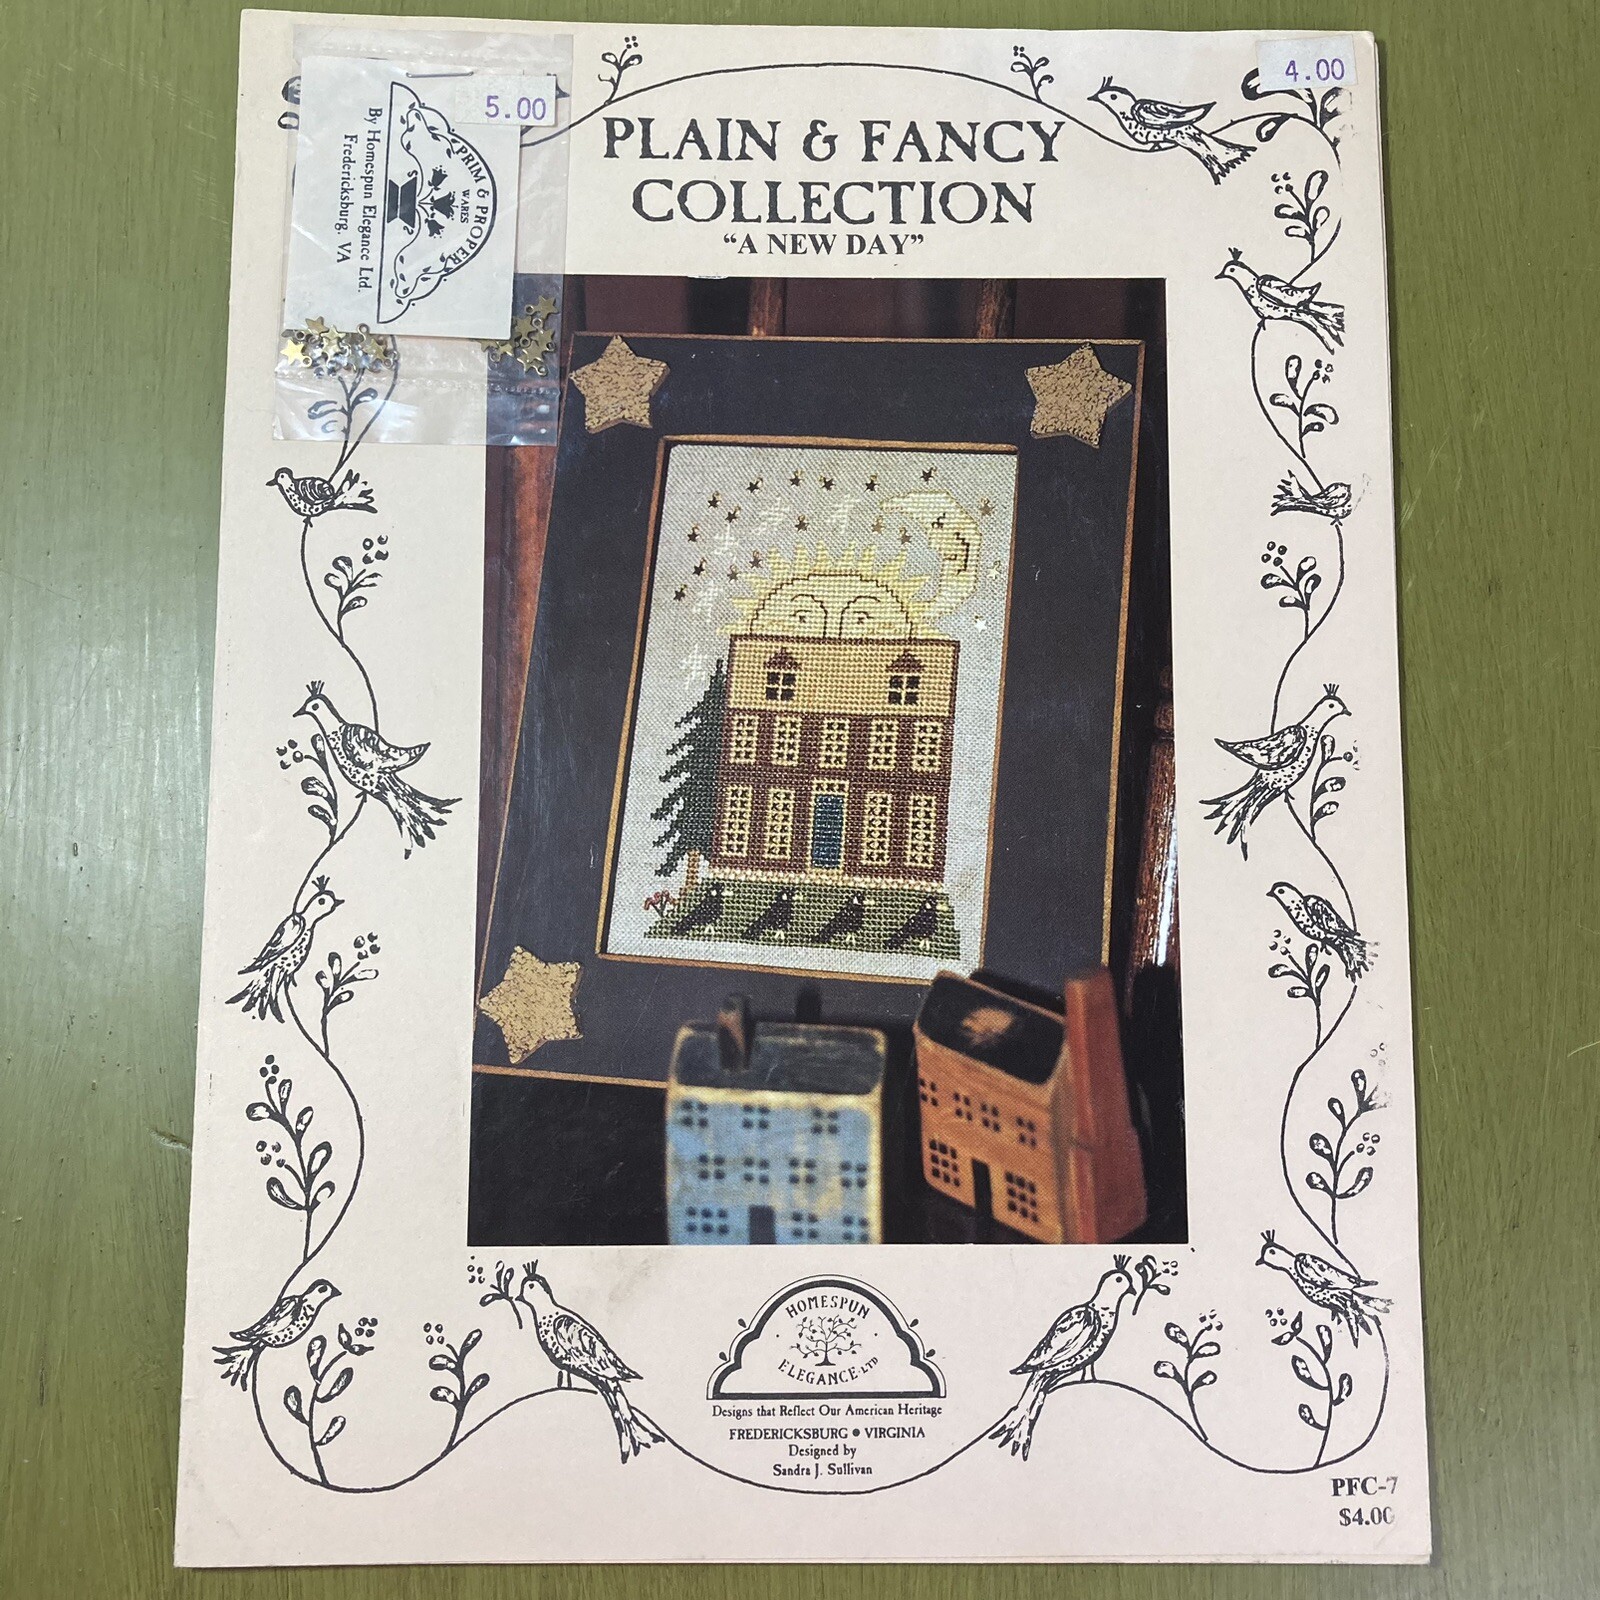 5.00
PRIM & PROPER
WARES
By Homespun Elegance Ltd.
Fredericksburg, VA
4.00
PLAIN & FANCY
COLLECTION
“A NEW DAY”
HOMESPUN
ELEGANCE LTD
Designs that Reflect Our American Heritage
FREDERICKSBURG • VIRGINIA
Designed by
Sandra J. Sullivan
PFC-7
$4.00